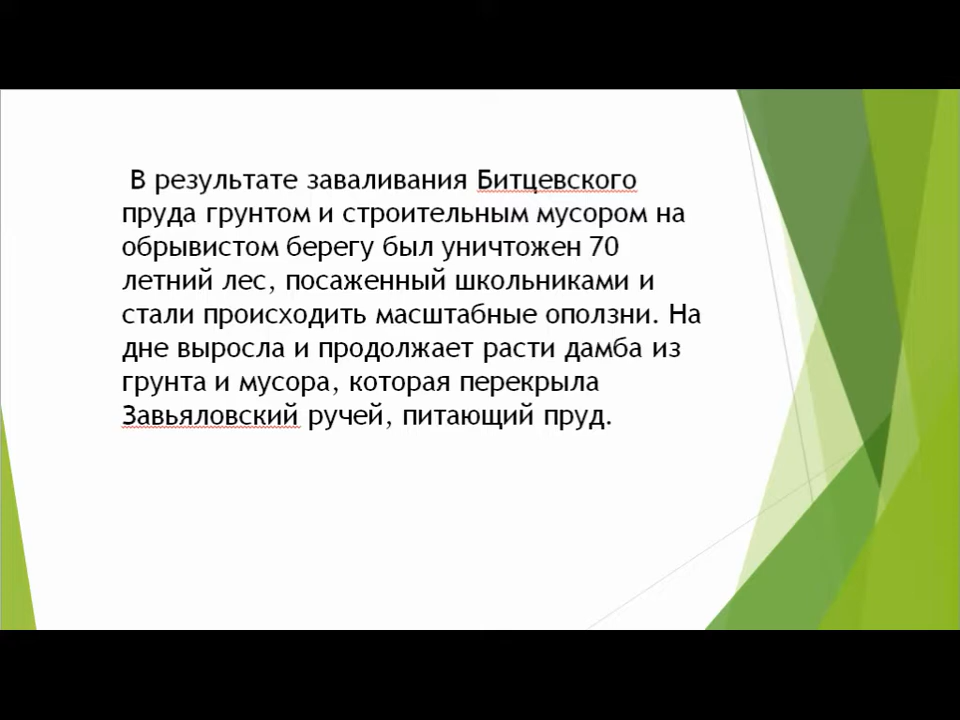 В результате заваливания Битцевского
пруда грунтом и строительным мусором на
обрывистом берегу был уничтожен 70
летний лес, посаженный школьниками и
стали происходить масштабные оползни. На
дне выросла и продолжает расти дамба из
грунта и мусора, которая перекрыла
Завьяловский ручей, питающий пруд.